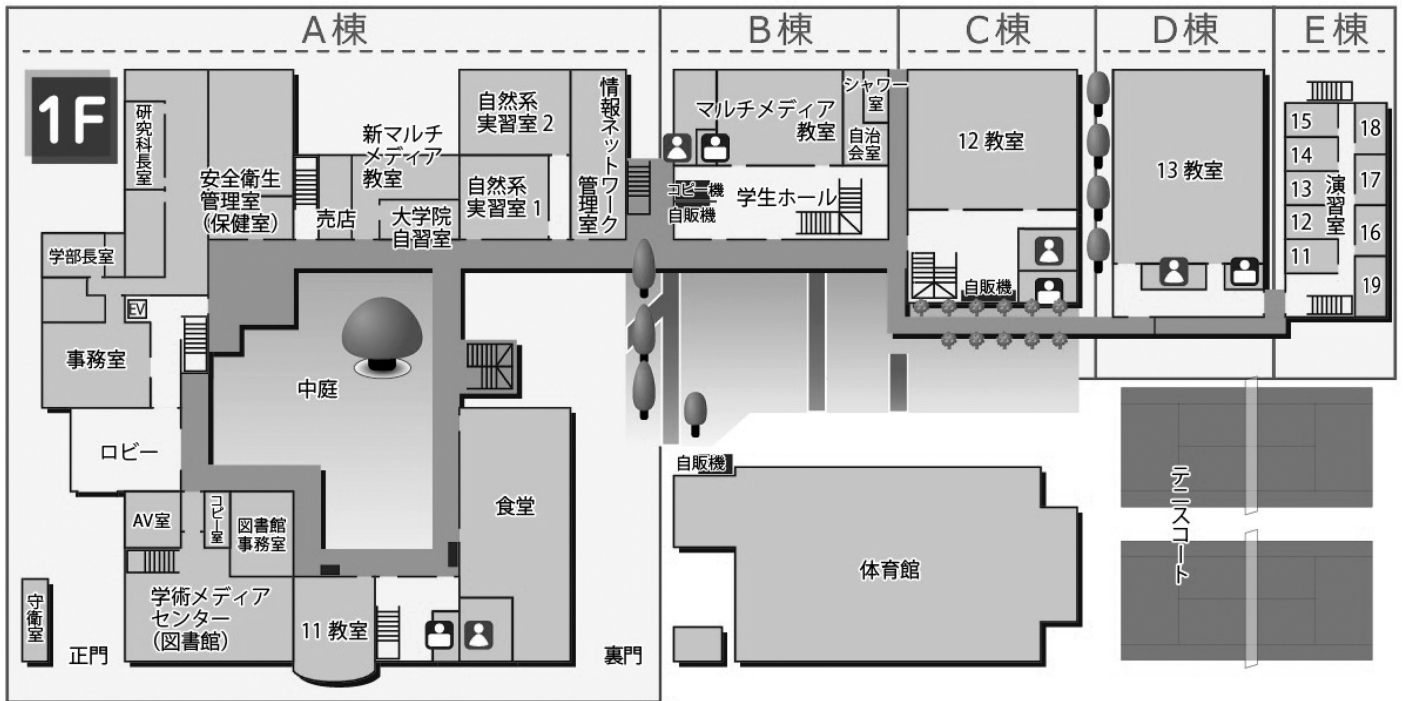 A棟
B棟
C棟
D棟
E棟
1F
研究科長室
安全衛生
管理室
(保健室)
売店
新マルチ
メディア
教室
大学院
自習室
自然系
実習室2
自然系
実習室1
情報ネットワーク
管理室
学部長室
EV
事務室
ロビー
中庭
AV室
コピー室
図書館
事務室
学術メディア
センター
(図書館)
11教室
食堂
守衛室
正門
裏門
マルチメディア
教室
シャワー
室
自治
会室
コピー機
自販機
学生ホール
12教室
自販機
13教室
15
14
13
12
11
演習室
18
17
16
19
自販機
体育館
テニスコート